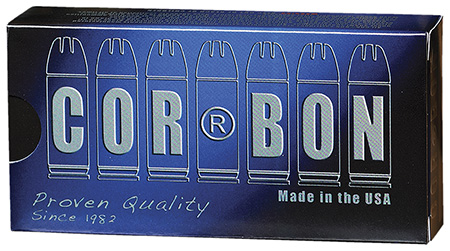 COR®BON
Made in the USA
Proven Quality
Since 1982